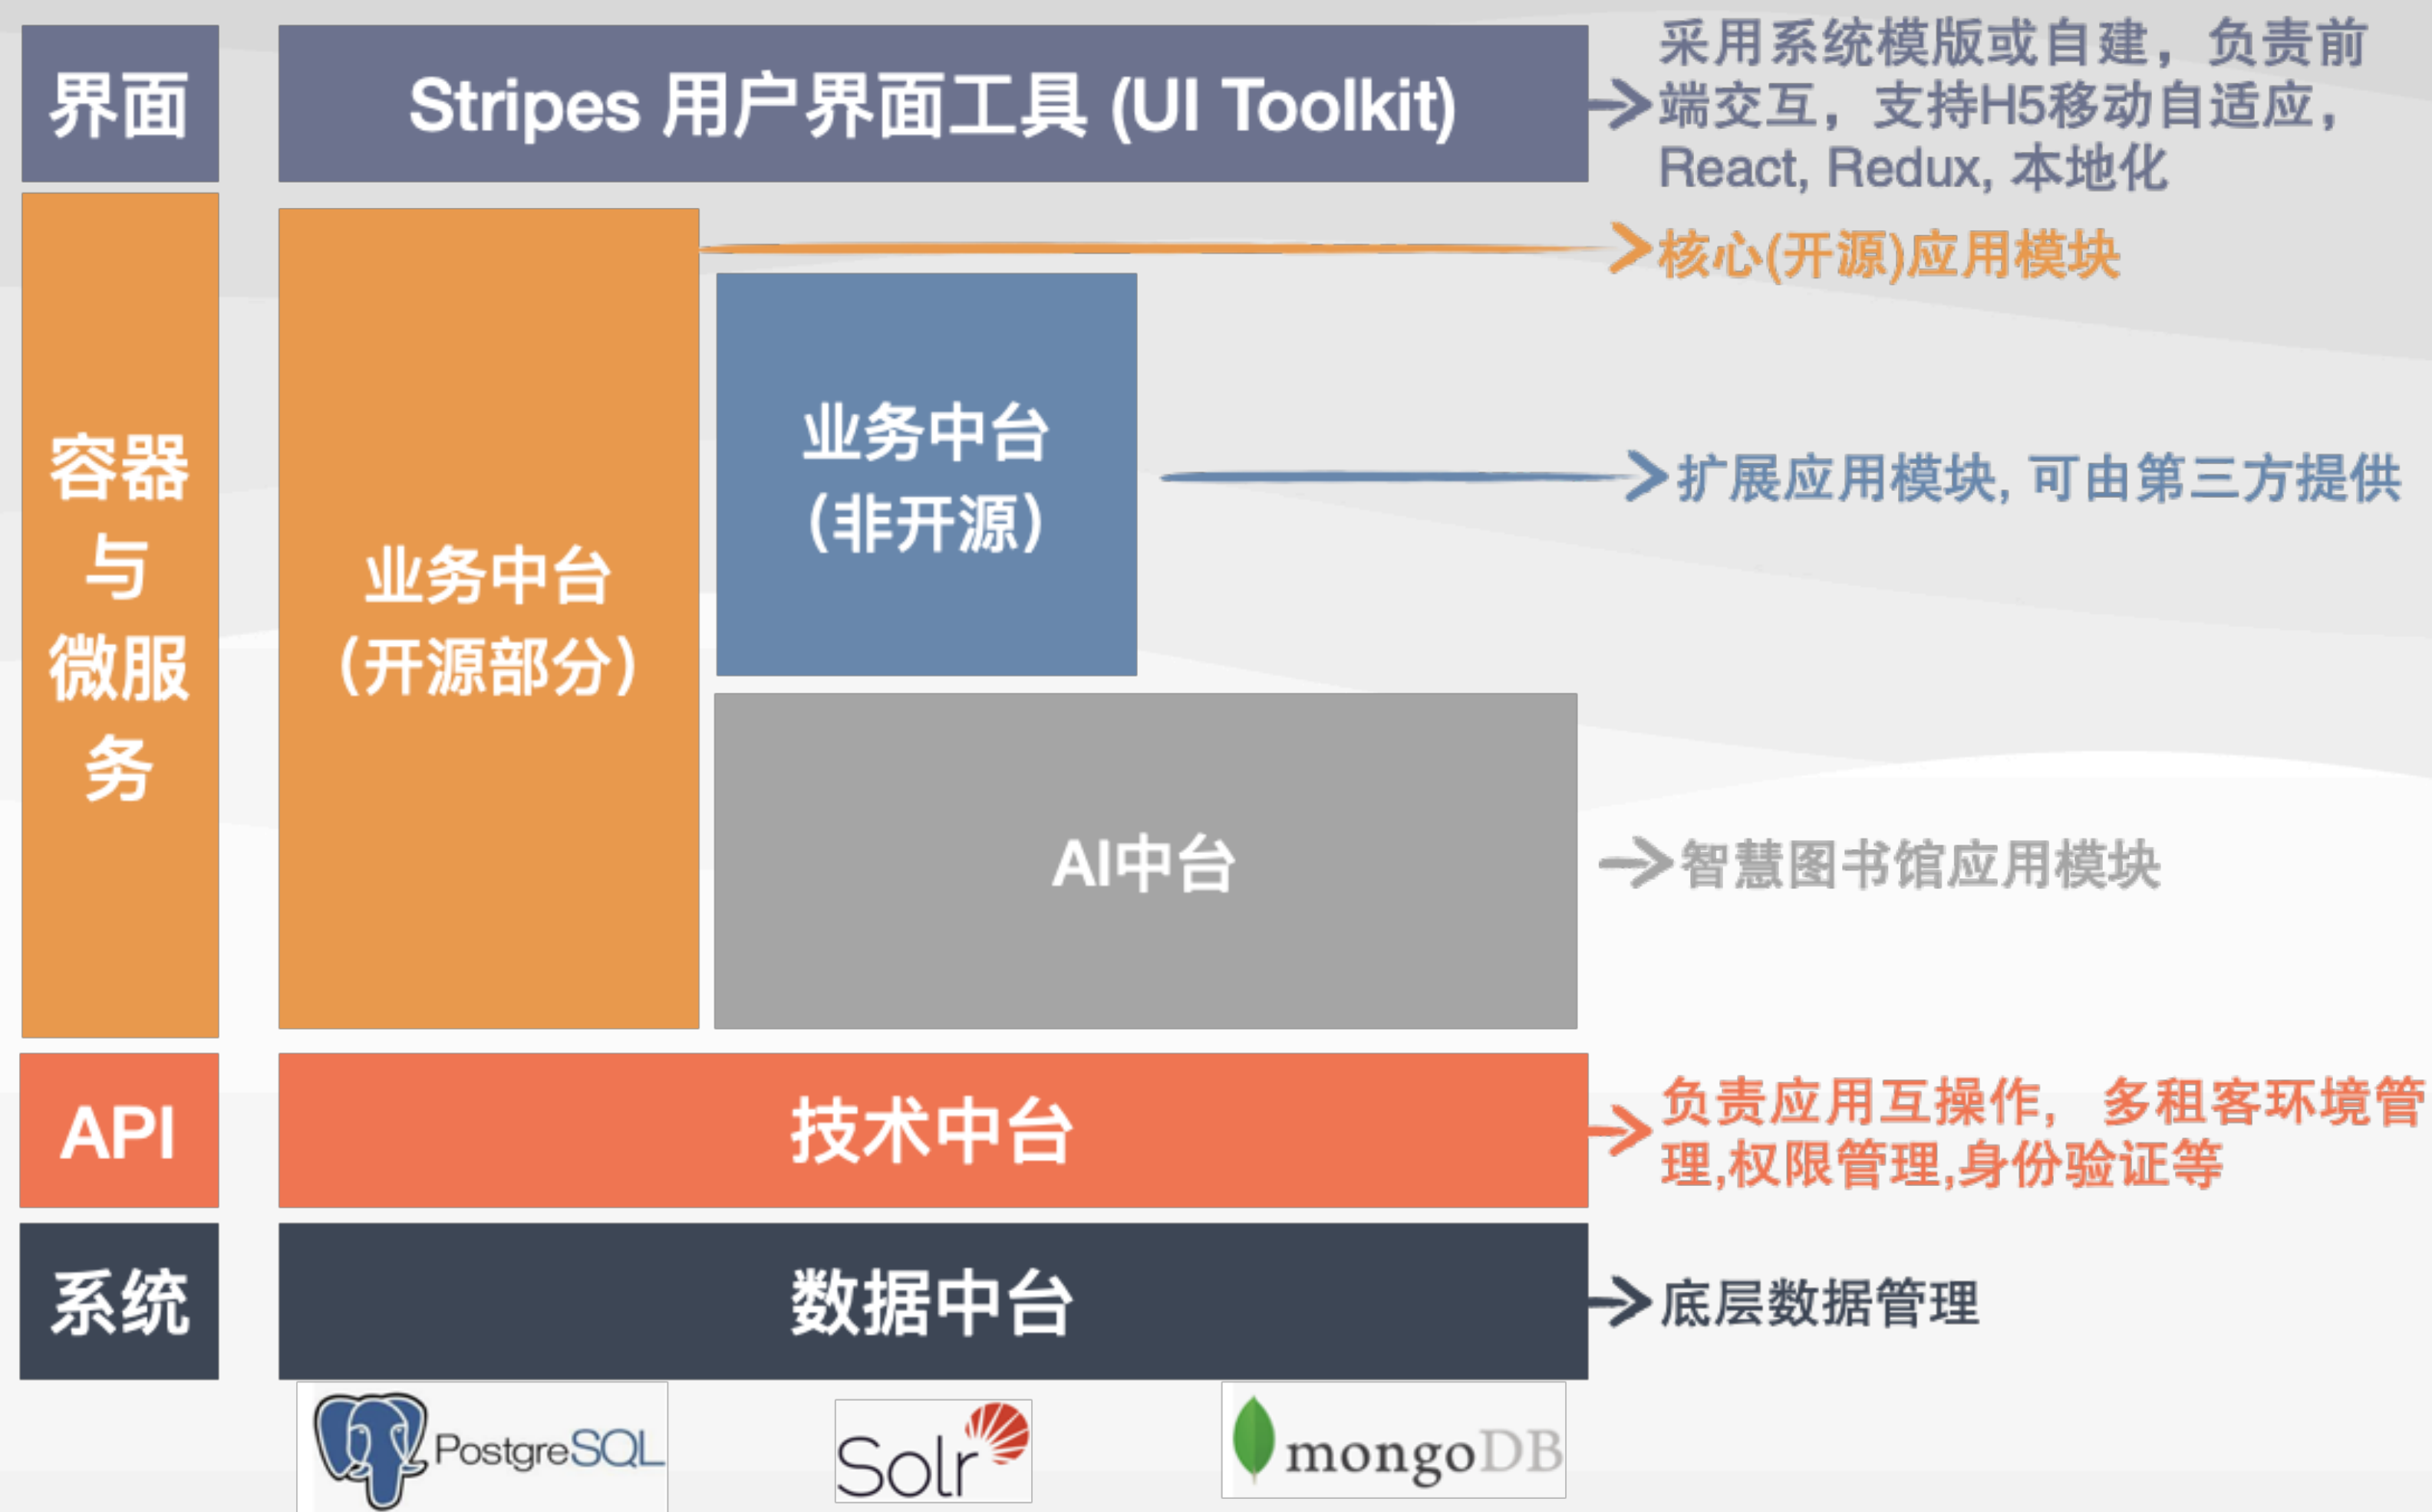 界面
Stripes 用户界面工具 (UI Toolkit)
采用系统模版或自建，负责前
端交互，支持H5移动自适应，
React, Redux, 本地化
容器
与
微服
务
业务中台
(开源部分)
核心(开源)应用模块
业务中台
(非开源)
扩展应用模块, 可由第三方提供
AI中台
智慧图书馆应用模块
API
技术中台
负责应用互操作， 多租客环境管
理,权限管理,身份验证等
系统
数据中台
底层数据管理
PostgreSQL
Solr
mongoDB